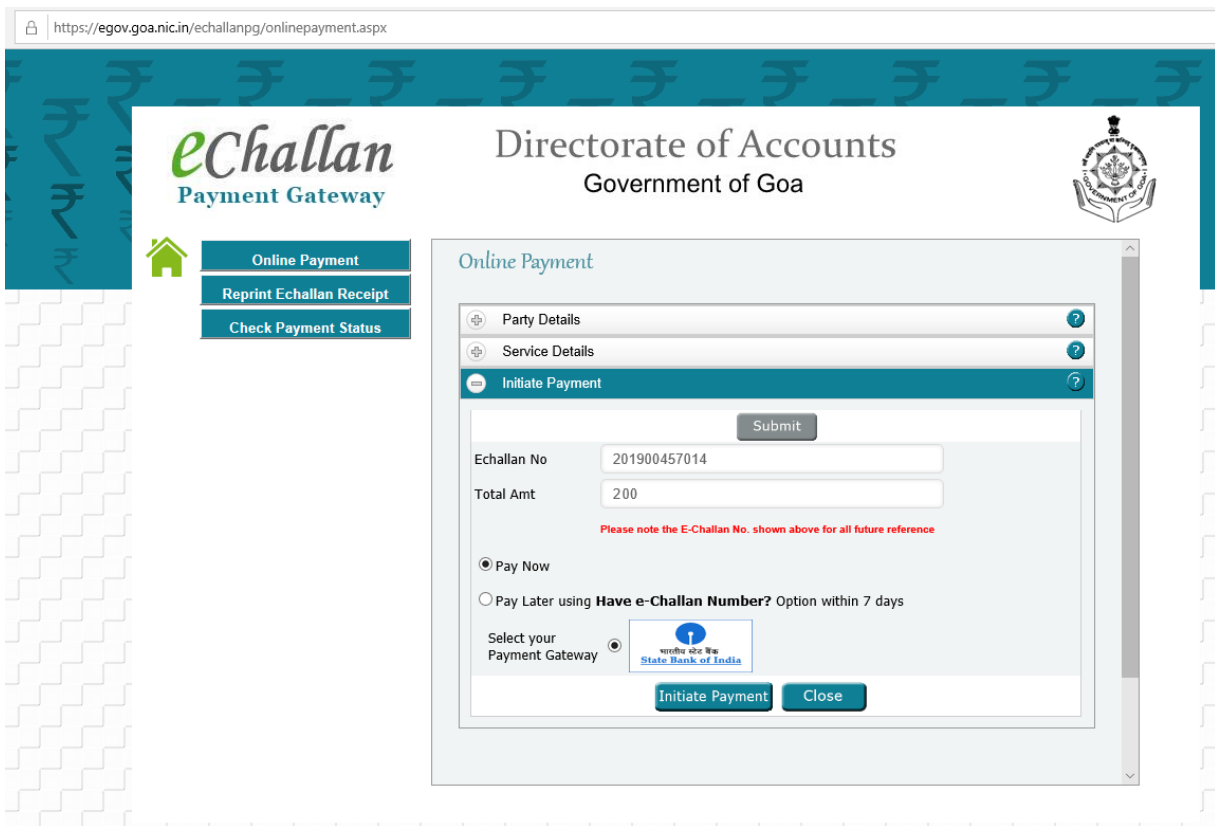 https://egov.goa.nic.in/echallanpg/onlinepayment.aspx
eChallan
Payment Gateway
Directorate of Accounts
Government of Goa
Online Payment
Reprint Echallan Receipt
Check Payment Status
Online Payment
Party Details
?
Service Details
?
Initiate Payment
?
Submit
Echallan No 201900457014
Total Amt 200
Please note the E-Challan No. shown above for all future reference
Pay Now
Pay Later using Have e-Challan Number? Option within 7 days
Select your
Payment Gateway
भारतीय स्टेट बैंक
State Bank of India
Initiate Payment Close